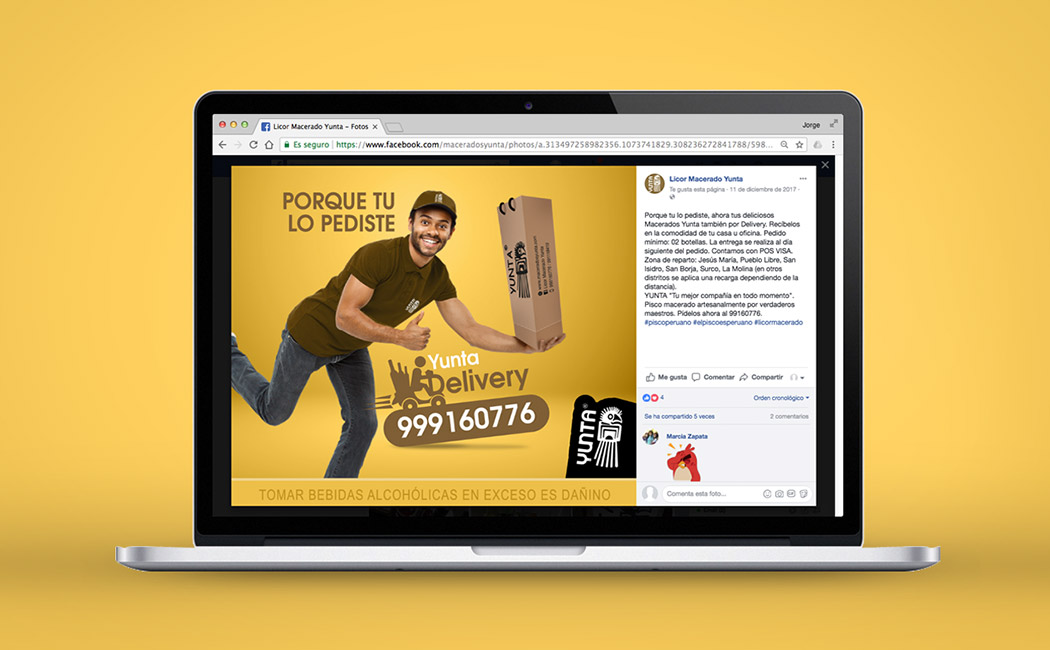 Licor Macerado Yunta – Fotos
Jorge
Es seguro
https://www.facebook.com/maceradosyunta/photos/a.313497258982356.1073741829.308236272841788/598...
PORQUE TU
LO PEDISTE
YUNTA®
www.maceradoyunta.com
Licor Macerado Yunta
YUNTA
Yunta
Delivery
999160776
YUNTA®
TOMAR BEBIDAS ALCOHÓLICAS EN EXCESO ES DAÑINO
Licor Macerado Yunta
Te gusta esta página · 11 de diciembre de 2017 ·
Porque tu lo pediste, ahora tus deliciosos
Macerados Yunta también por Delivery. Recíbelos
en la comodidad de tu casa u oficina. Pedido
mínimo: 02 botellas. La entrega se realiza al día
siguiente del pedido. Contamos con POS VISA.
Zona de reparto: Jesús María, Pueblo Libre, San
Isidro, San Borja, Surco, La Molina (en otros
distritos se aplica una recarga dependiendo de la
distancia).
YUNTA "Tu mejor compañía en todo momento".
Pisco macerado artesanalmente por verdaderos
maestros. Pídelos ahora al 99160776.
#piscoperuano #elpiscoesperuano #licormacerado
Me gusta Comentar Compartir
4
Orden cronológico
Se ha compartido 5 veces
2 comentarios
Marcia Zapata
Comenta esta foto...